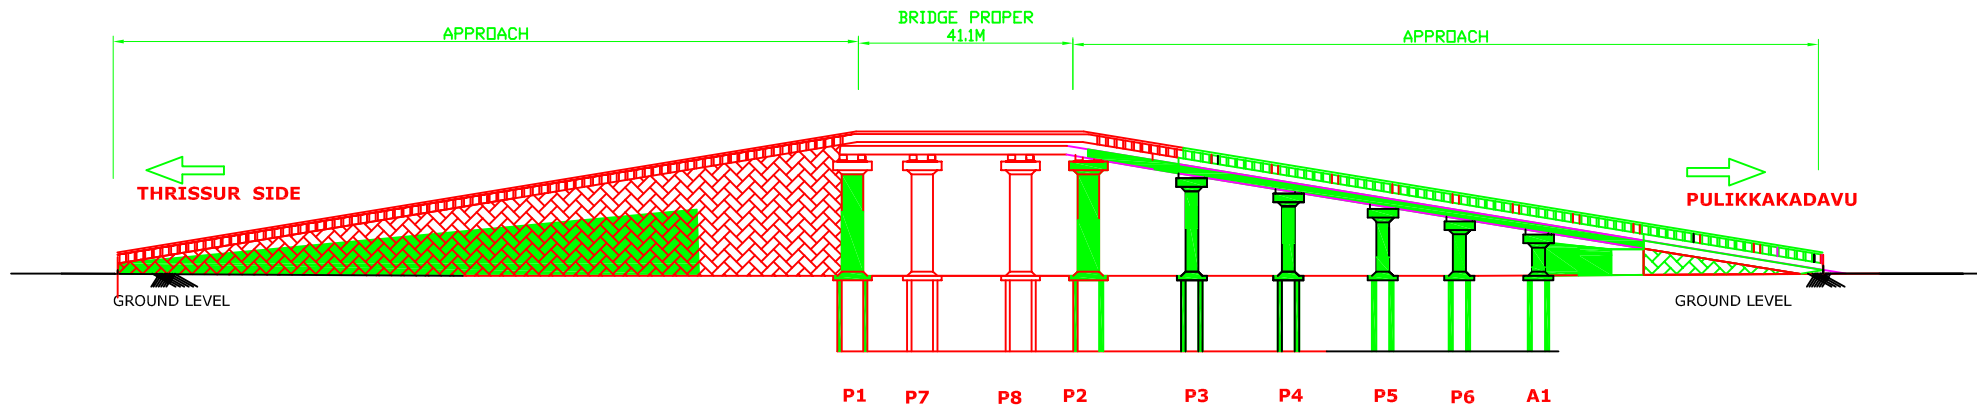 BRIDGE PROPER
APPROACH
41.1M
APPROACH
THRISSUR SIDE
PULIKKAKADAVU
GROUND LEVEL
GROUND LEVEL
P1
P7
P8
P2
P3
P4
P5
P6
A1